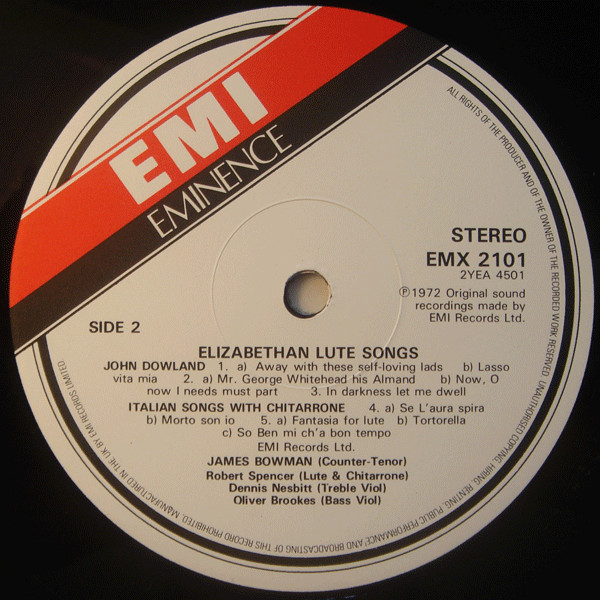 EMI
EMINENCE
STEREO
EMX 2101
2YEA 4501
℗1972 Original sound
recordings made by
EMI Records Ltd.
SIDE 2
ELIZABETHAN LUTE SONGS
JOHN DOWLAND 1. a) Away with these self-loving lads b) Lasso
vita mia 2. a) Mr. George Whitehead his Almand b) Now, O
now I needs must part 3. In darkness let me dwell
ITALIAN SONGS WITH CHITARRONE 4. a) Se L'aura spira
b) Morto son io 5. a) Fantasia for lute b) Tortorella
c) So Ben mi ch'a bon tempo
EMI Records Ltd.
JAMES BOWMAN (Counter-Tenor)
Robert Spencer (Lute & Chitarrone)
Dennis Nesbitt (Treble Viol)
Oliver Brookes (Bass Viol)
ALL RIGHTS OF THE PRODUCER AND OF THE OWNER OF THE RECORDED WORK RESERVED. UNAUTHORISED COPYING, HIRING, RENTING, PUBLIC PERFORMANCE AND BROADCASTING OF THIS RECORD PROHIBITED. MANUFACTURED IN THE UK BY EMI RECORDS LIMITED.